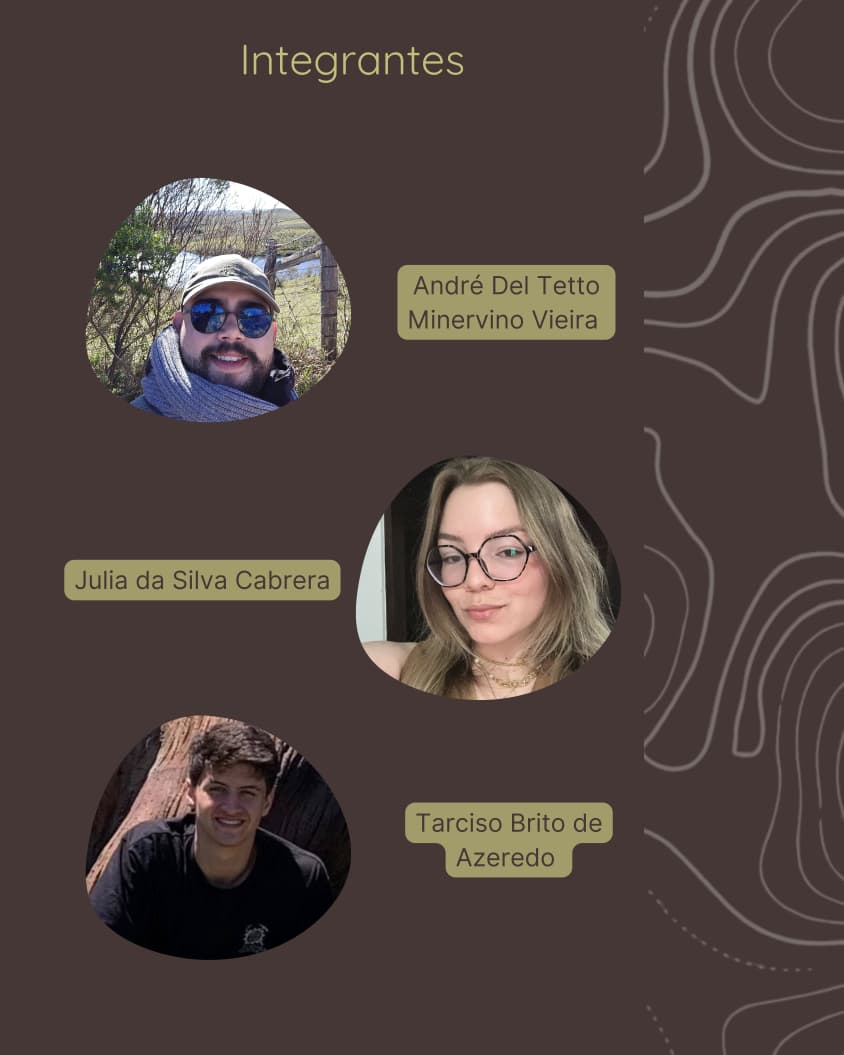 Integrantes
André Del Tetto
Minervino Vieira
Julia da Silva Cabrera
Tarciso Brito de
Azeredo